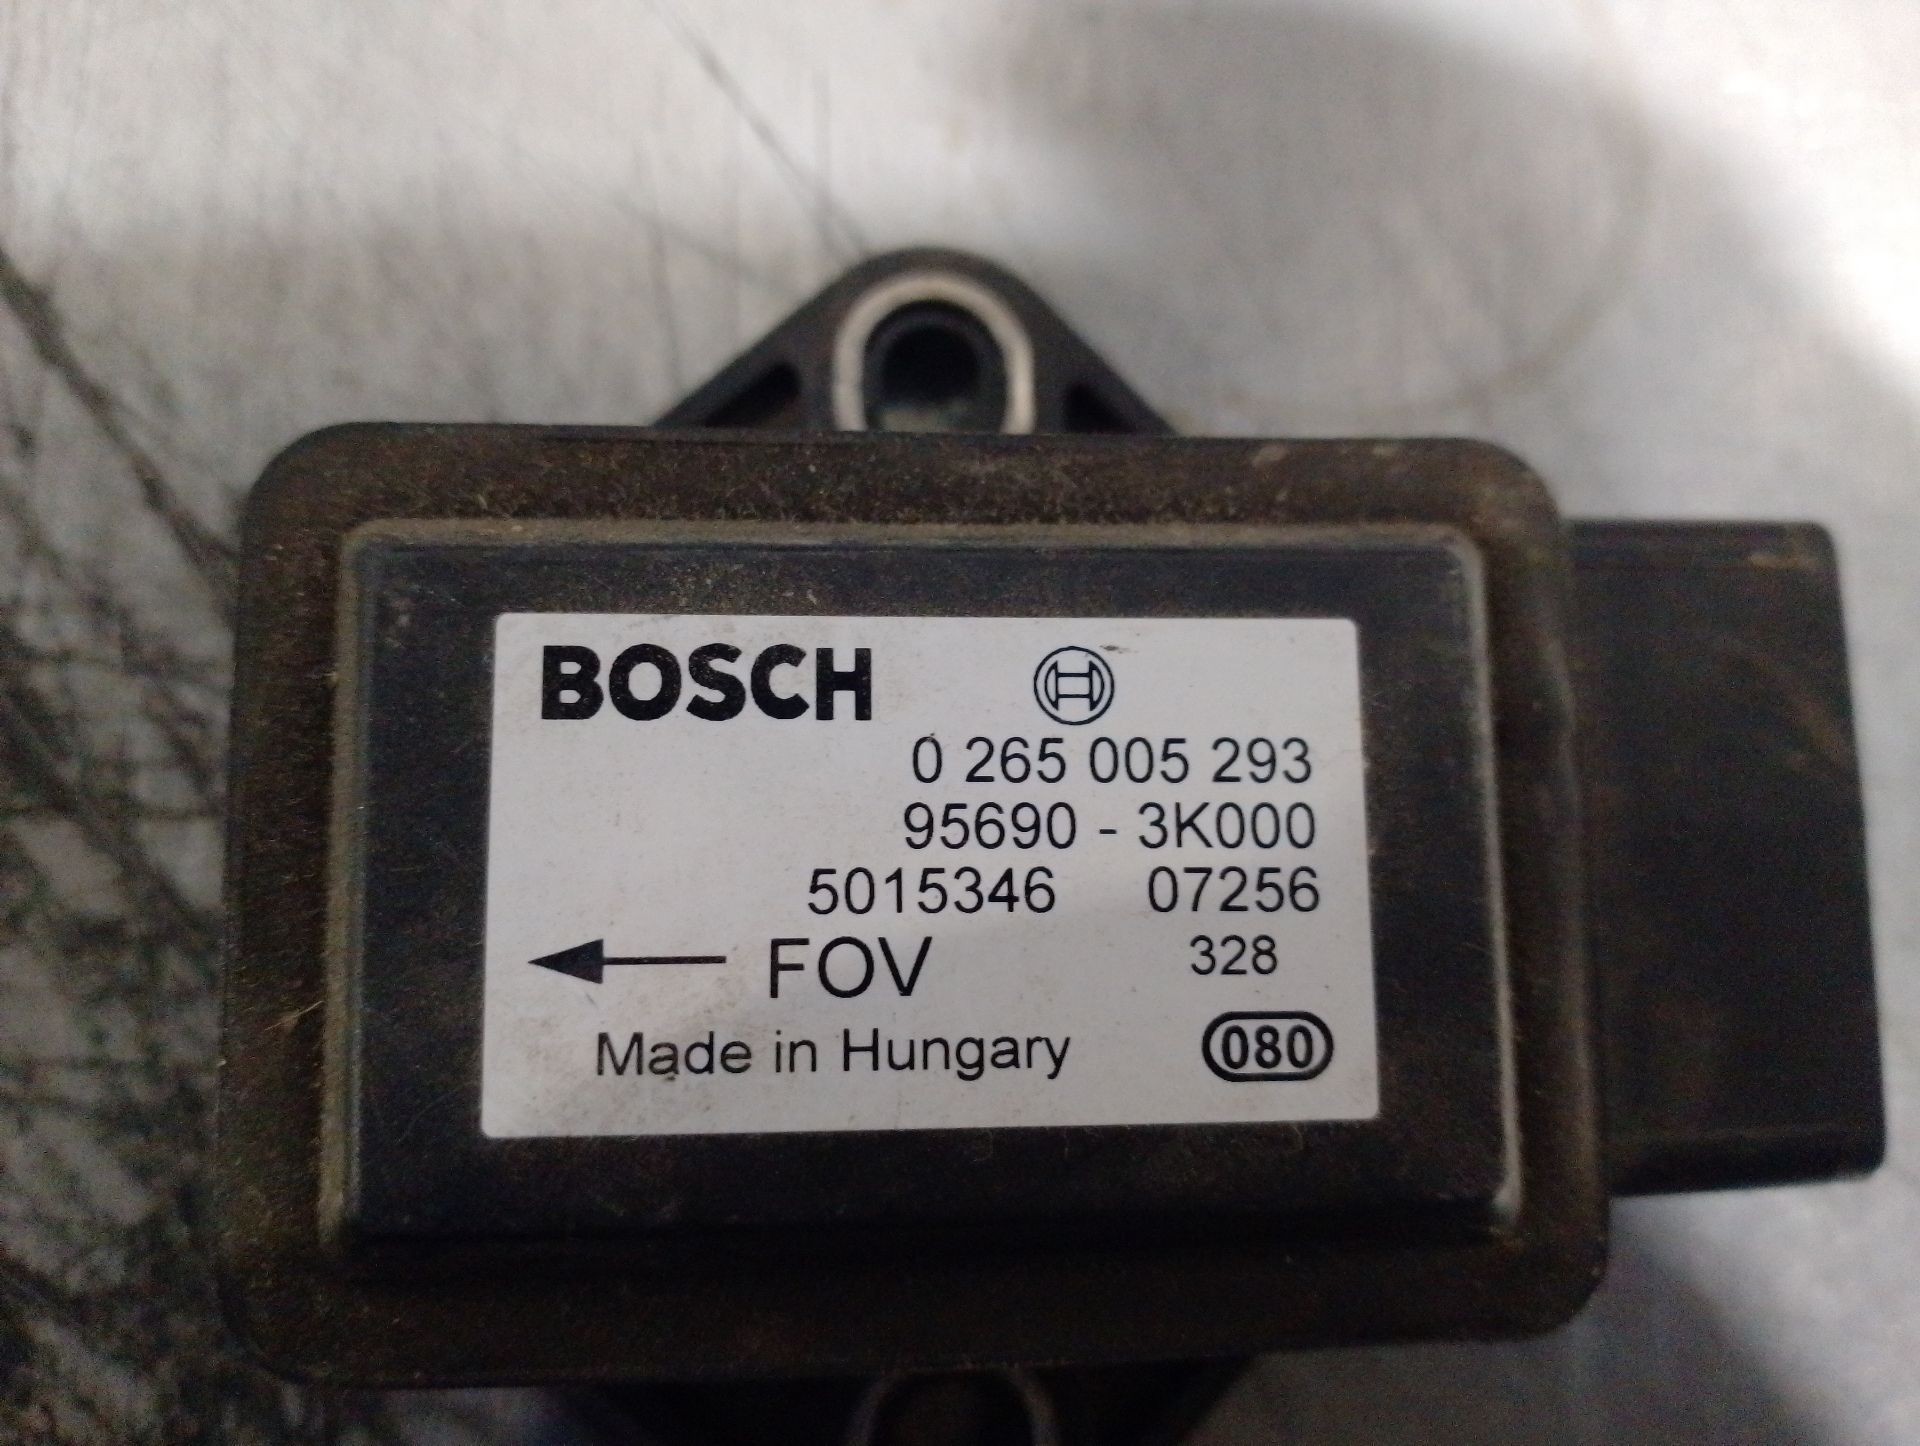 BOSCH
0 265 005 293
95690 - 3K000
5015346 07256
FOV 328
Made in Hungary 080